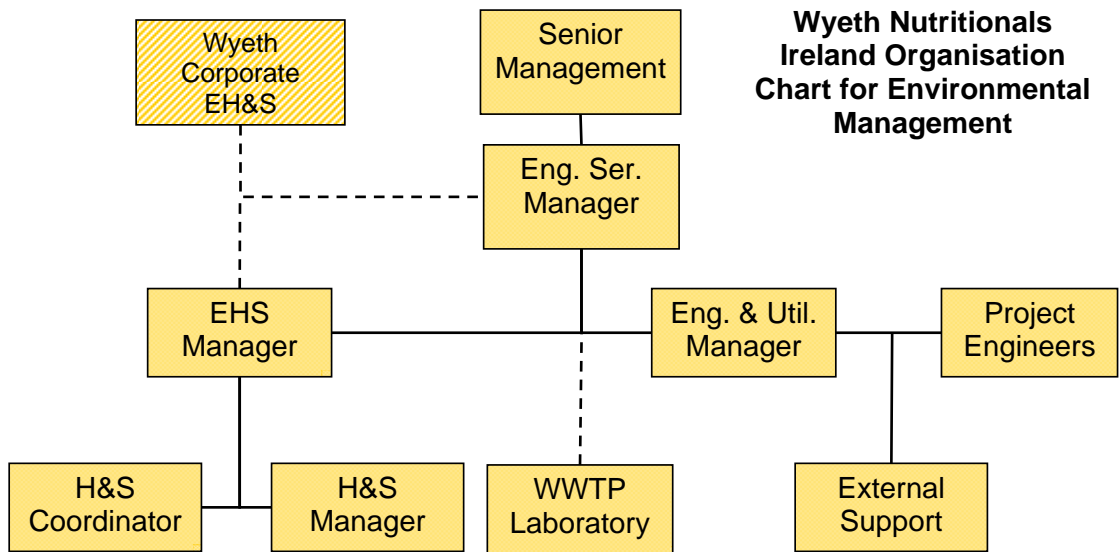 Wyeth
Corporate
EH&S
Senior
Management
Wyeth Nutritionals
Ireland Organisation
Chart for Environmental
Management
Eng. Ser.
Manager
EHS
Manager
Eng. & Util.
Manager
Project
Engineers
H&S
Coordinator
H&S
Manager
WWTP
Laboratory
External
Support